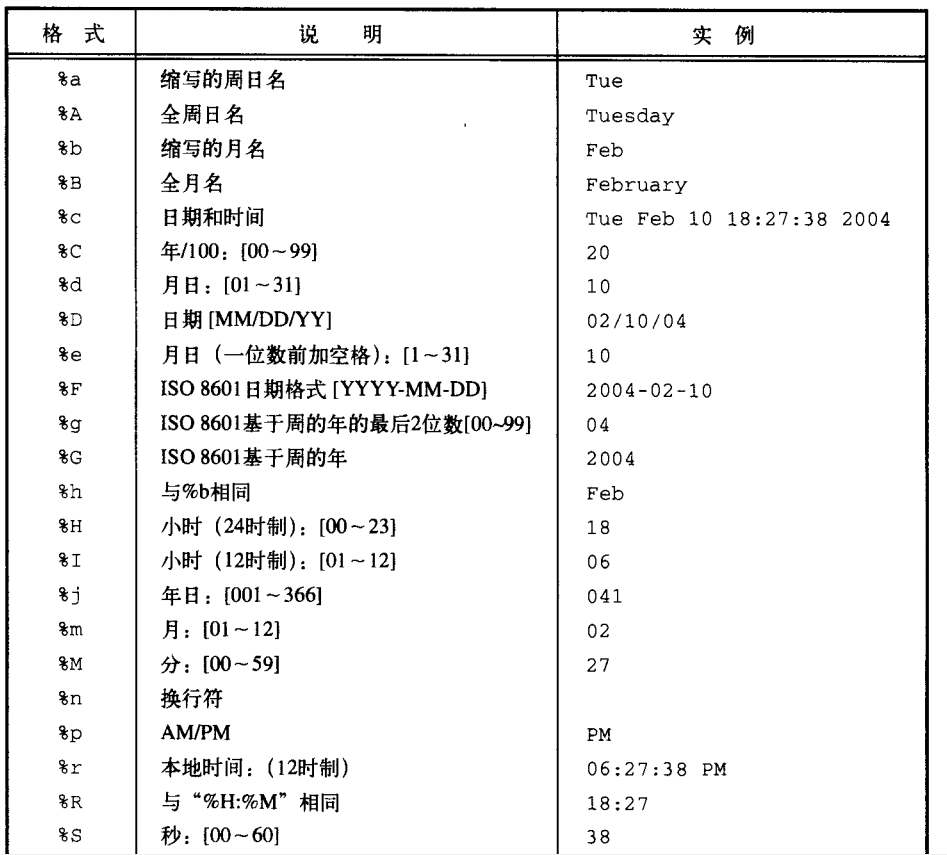 格 式 说 明 实 例
%a 缩写的周日名 Tue
%A 全周日名 Tuesday
%b 缩写的月名 Feb
%B 全月名 February
%c 日期和时间 Tue Feb 10 18:27:38 2004
%C 年/100：[00～99] 20
%d 月日：[01～31] 10
%D 日期 [MM/DD/YY] 02/10/04
%e 月日（一位数前加空格）：[1～31] 10
%F ISO 8601日期格式 [YYYY-MM-DD] 2004-02-10
%g ISO 8601基于周的年的最后2位数[00~99] 04
%G ISO 8601基于周的年 2004
%h 与%b相同 Feb
%H 小时（24时制）：[00～23] 18
%I 小时（12时制）：[01～12] 06
%j 年日：[001～366] 041
%m 月：[01～12] 02
%M 分：[00～59] 27
%n 换行符
%p AM/PM PM
%r 本地时间：（12时制） 06:27:38 PM
%R 与“%H:%M”相同 18:27
%S 秒：[00～60] 38